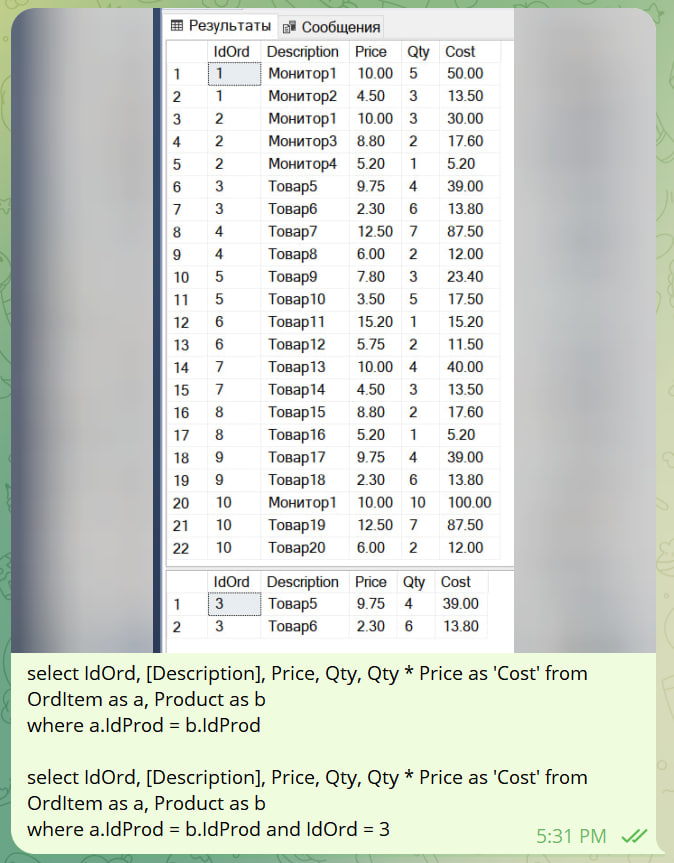 Результаты Сообщения
IdOrd Description Price Qty Cost
1 1 Монитор1 10.00 5 50.00
2 1 Монитор2 4.50 3 13.50
3 2 Монитор1 10.00 3 30.00
4 2 Монитор3 8.80 2 17.60
5 2 Монитор4 5.20 1 5.20
6 3 Товар5 9.75 4 39.00
7 3 Товар6 2.30 6 13.80
8 4 Товар7 12.50 7 87.50
9 4 Товар8 6.00 2 12.00
10 5 Товар9 7.80 3 23.40
11 5 Товар10 3.50 5 17.50
12 6 Товар11 15.20 1 15.20
13 6 Товар12 5.75 2 11.50
14 7 Товар13 10.00 4 40.00
15 7 Товар14 4.50 3 13.50
16 8 Товар15 8.80 2 17.60
17 8 Товар16 5.20 1 5.20
18 9 Товар17 9.75 4 39.00
19 9 Товар18 2.30 6 13.80
20 10 Монитор1 10.00 10 100.00
21 10 Товар19 12.50 7 87.50
22 10 Товар20 6.00 2 12.00
IdOrd Description Price Qty Cost
1 3 Товар5 9.75 4 39.00
2 3 Товар6 2.30 6 13.80
select IdOrd, [Description], Price, Qty, Qty * Price as 'Cost' from
OrdItem as a, Product as b
where a.IdProd = b.IdProd
select IdOrd, [Description], Price, Qty, Qty * Price as 'Cost' from
OrdItem as a, Product as b
where a.IdProd = b.IdProd and IdOrd = 3
5:31 PM